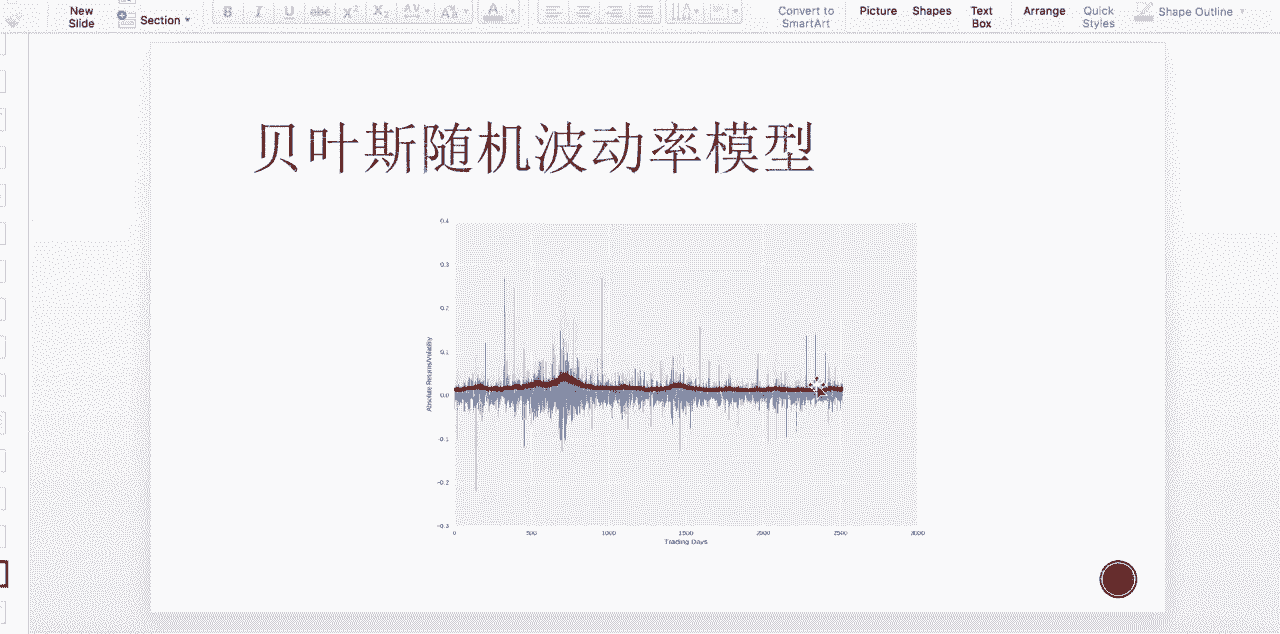 New
Slide
Section
B I U abc X² X₂ AV Aa A
Convert to
SmartArt
Picture
Shapes
Text
Box
Arrange
Quick
Styles
Shape Outline
贝叶斯随机波动率模型
0.4
0.3
0.2
0.1
0.0
-0.1
-0.2
-0.3
Absolute Returns/Volatility
0 500 1000 1500 2000 2500 3000
Trading Days